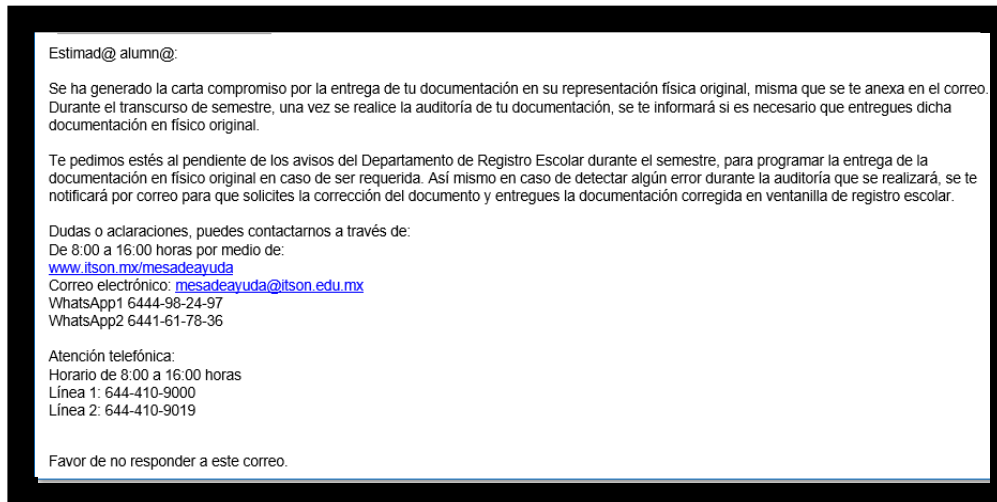 Estimad@ alumn@:
Se ha generado la carta compromiso por la entrega de tu documentación en su representación física original, misma que se te anexa en el correo.
Durante el transcurso de semestre, una vez se realice la auditoría de tu documentación, se te informará si es necesario que entregues dicha
documentación en físico original.
Te pedimos estés al pendiente de los avisos del Departamento de Registro Escolar durante el semestre, para programar la entrega de la
documentación en físico original en caso de ser requerida. Así mismo en caso de detectar algún error durante la auditoría que se realizará, se te
notificará por correo para que solicites la corrección del documento y entregues la documentación corregida en ventanilla de registro escolar.
Dudas o aclaraciones, puedes contactarnos a través de:
De 8:00 a 16:00 horas por medio de:
www.itson.mx/mesadeayuda
Correo electrónico: mesadeayuda@itson.edu.mx
WhatsApp1 6444-98-24-97
WhatsApp2 6441-61-78-36
Atención telefónica:
Horario de 8:00 a 16:00 horas
Línea 1: 644-410-9000
Línea 2: 644-410-9019
Favor de no responder a este correo.